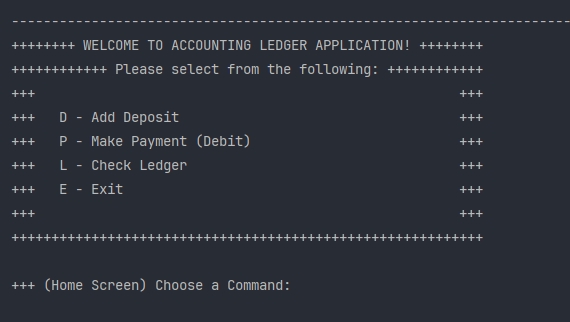 -----------------------------------------------------------------------
++++++++ WELCOME TO ACCOUNTING LEDGER APPLICATION! ++++++++
++++++++++++ Please select from the following: ++++++++++++
+++                                                     +++
+++   D - Add Deposit                                   +++
+++   P - Make Payment (Debit)                          +++
+++   L - Check Ledger                                  +++
+++   E - Exit                                          +++
+++                                                     +++
+++++++++++++++++++++++++++++++++++++++++++++++++++++++++++
+++ (Home Screen) Choose a Command: